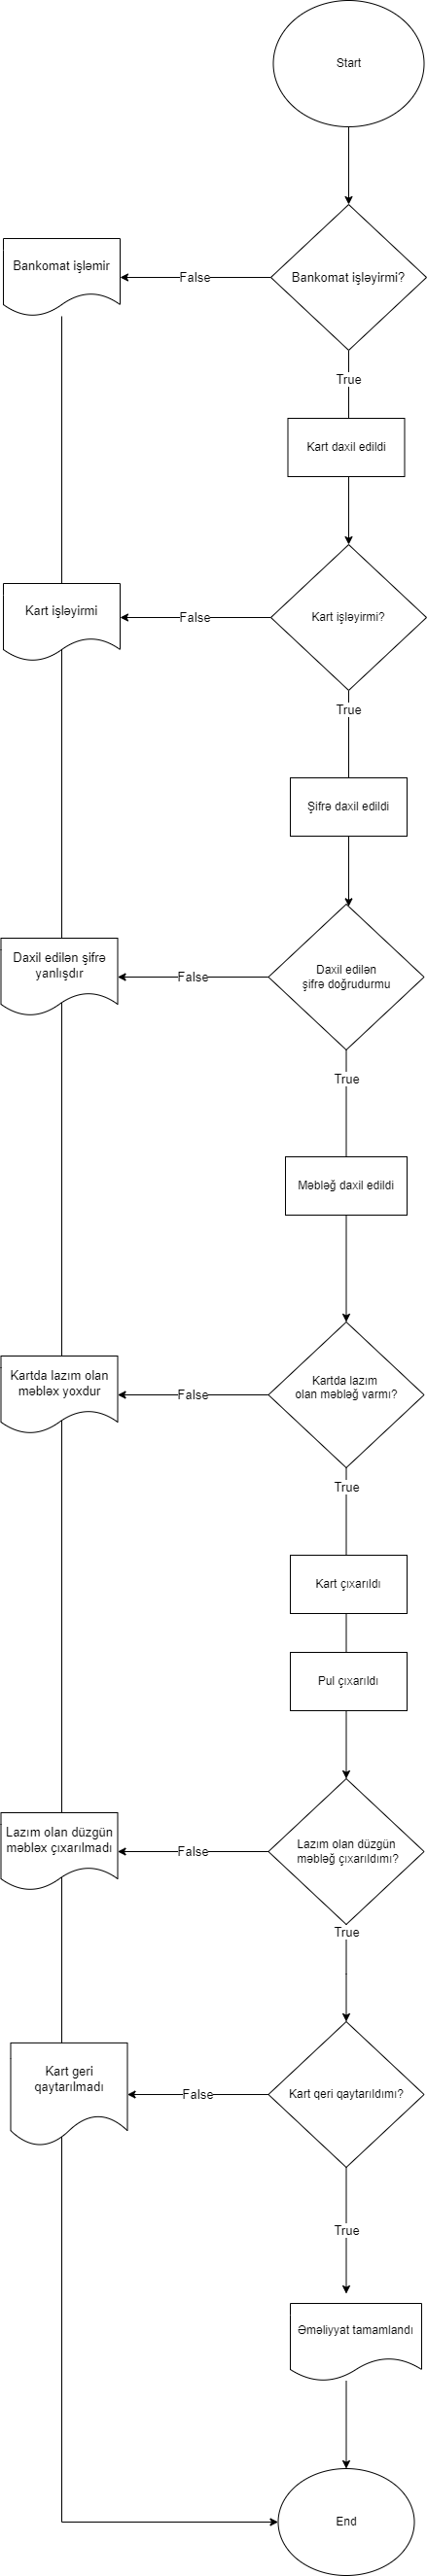 Start
Bankomat işləmir
False
Bankomat işləyirmi?
True
Kart daxil edildi
Kart işləyirmi
False
Kart işləyirmi?
True
Şifrə daxil edildi
Daxil edilən şifrə
yanlışdır
False
Daxil edilən
şifrə doğrudurmu
True
Məbləğ daxil edildi
Kartda lazım olan
məbləx yoxdur
False
Kartda lazım
olan məbləğ varmı?
True
Kart çıxarıldı
Pul çıxarıldı
Lazım olan düzgün
məbləx çıxarılmadı
False
Lazım olan düzgün
məbləğ çıxarıldımı?
True
Kart geri
qaytarılmadı
False
Kart qeri qaytarıldımı?
True
Əməliyyat tamamlandı
End